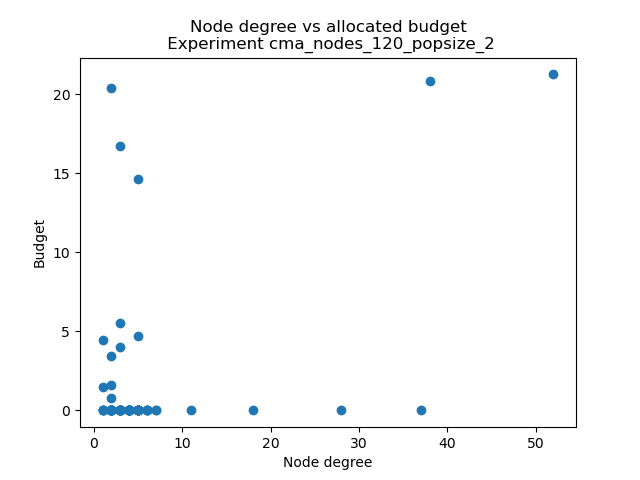 Node degree vs allocated budget
Experiment cma_nodes_120_popsize_2
20
15
10
5
0
Budget
0 10 20 30 40 50
Node degree